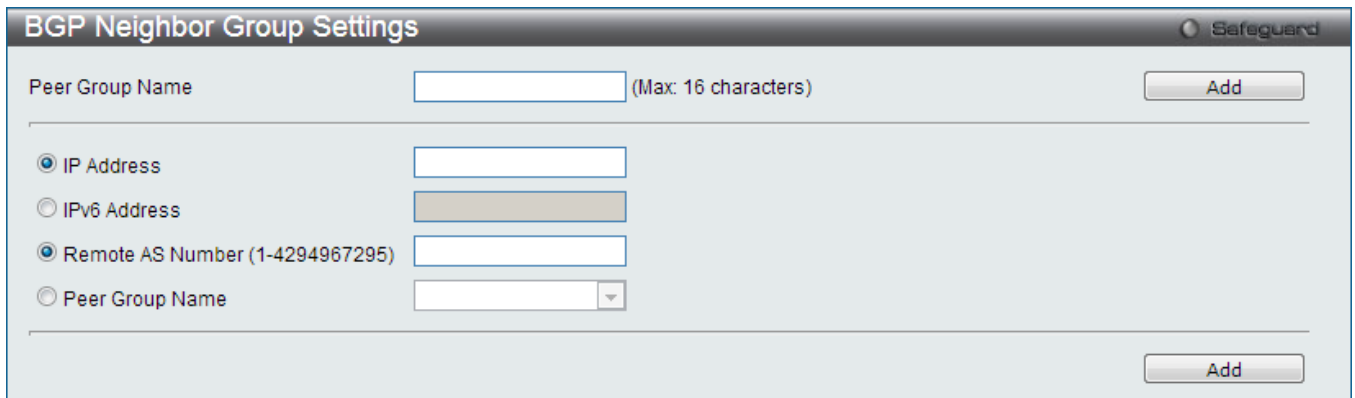 BGP Neighbor Group Settings Safeguard
Peer Group Name (Max: 16 characters) Add
IP Address
IPv6 Address
Remote AS Number (1-4294967295)
Peer Group Name
Add